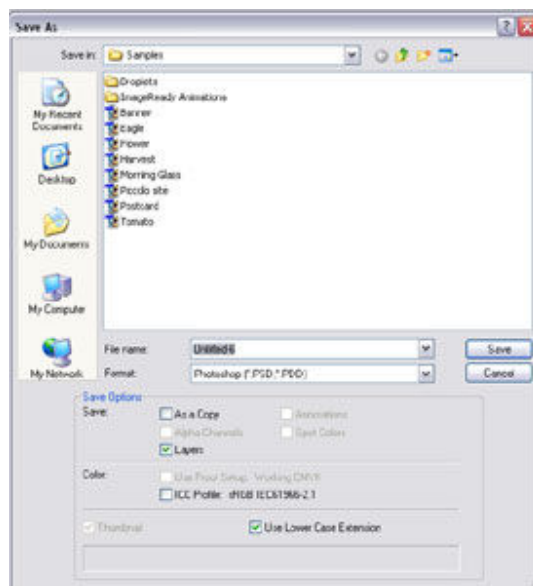 Save As
Save in: Samples
My Recent Documents
Desktop
My Documents
My Computer
My Network
Droplets
ImageReady Animations
Banner
Eagle
Flower
Harvest
Morning Glass
Postcard
Tomato
File name: Untitled-6
Save
Format: Photoshop (*.PSD;*.PDD)
Cancel
Save Options
Save:
As a Copy
Annotations
Alpha Channels
Spot Colors
Layers
Color:
Use Proof Setup: Working CMYK
ICC Profile: sRGB IEC61966-2.1
Thumbnail
Use Lower Case Extension